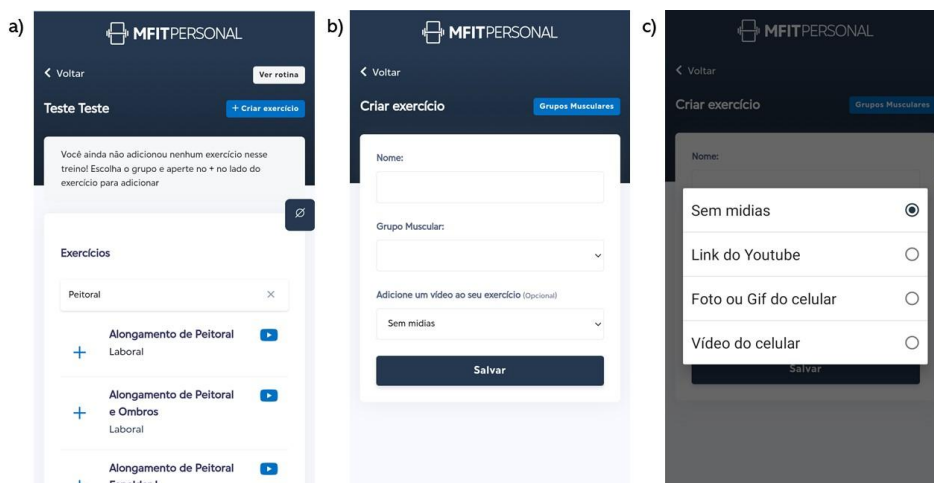 a)
MFITPERSONAL
Voltar
Ver rotina
Teste Teste
+ Criar exercício
Você ainda não adicionou nenhum exercício nesse
treino! Escolha o grupo e aperte no + no lado do
exercício para adicionar
Exercícios
Peitoral
Alongamento de Peitoral
Laboral
Alongamento de Peitoral
e Ombros
Laboral
Alongamento de Peitoral
b)
MFITPERSONAL
Voltar
Criar exercício
Grupos Musculares
Nome:
Grupo Muscular:
Adicione um vídeo ao seu exercício (Opcional)
Sem midias
Salvar
c)
MFITPERSONAL
Voltar
Criar exercício
Grupos Musculares
Nome:
Sem midias
Link do Youtube
Foto ou Gif do celular
Vídeo do celular
Salvar